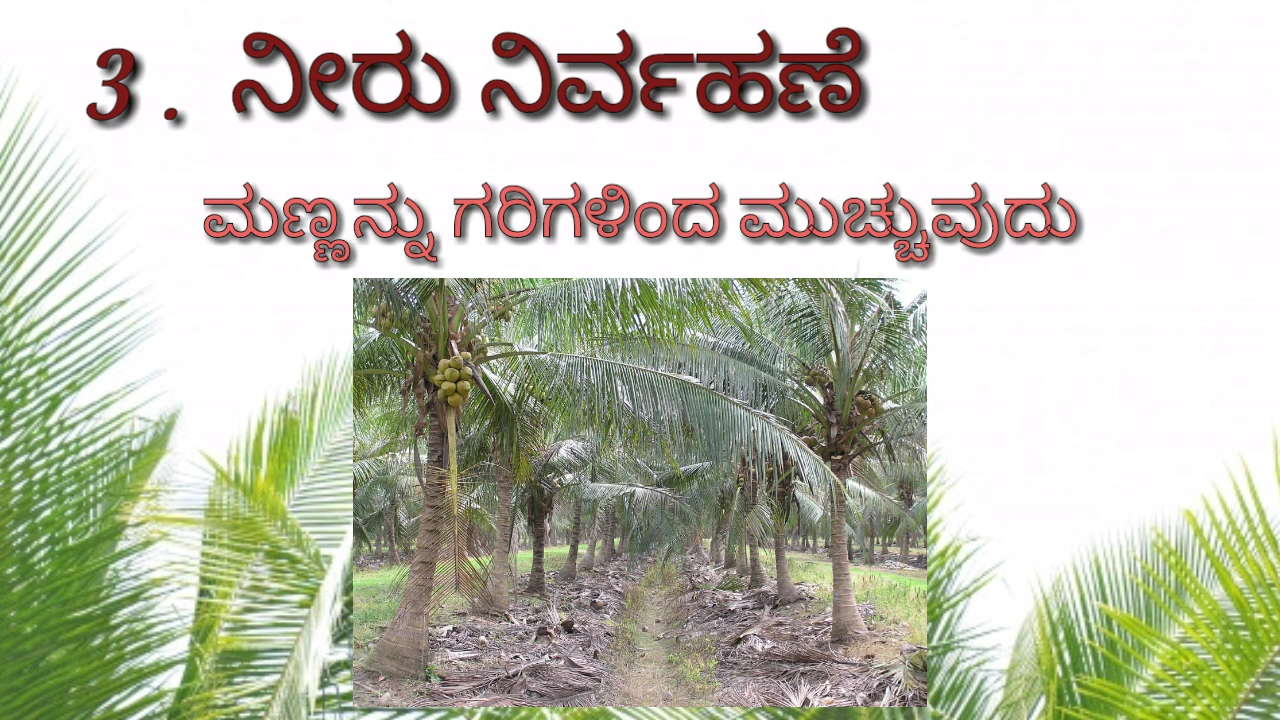 3 . ನೀರು ನಿರ್ವಹಣೆ
ಮಣ್ಣನ್ನು ಗರಿಗಳಿಂದ ಮುಚ್ಚುವುದು